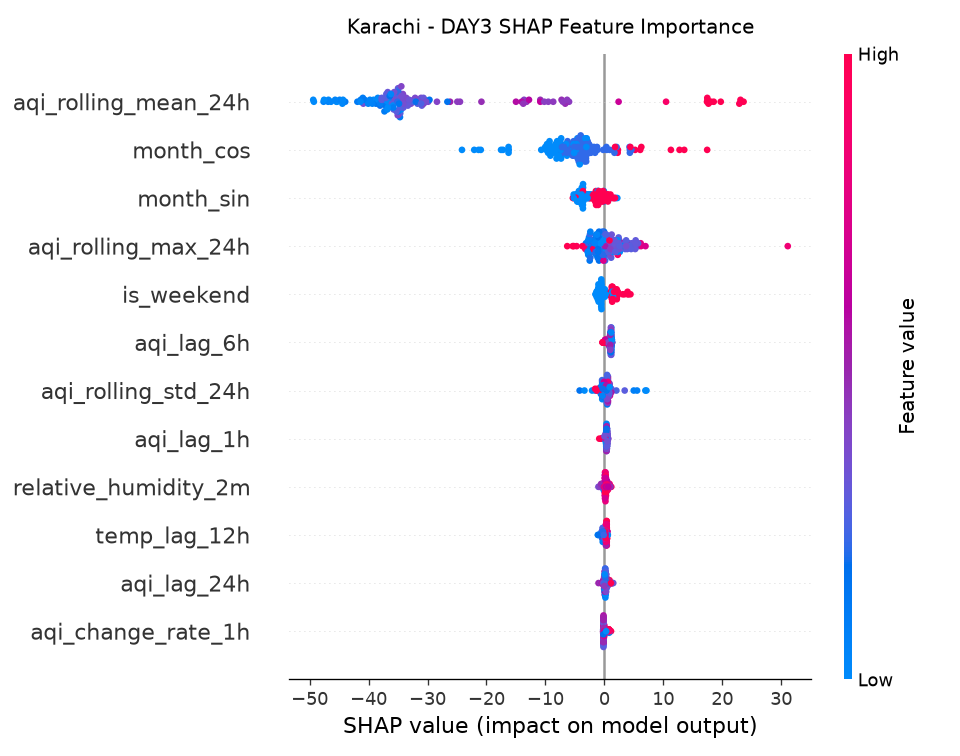 Karachi - DAY3 SHAP Feature Importance
High
aqi_rolling_mean_24h
month_cos
month_sin
aqi_rolling_max_24h
is_weekend
aqi_lag_6h
aqi_rolling_std_24h
aqi_lag_1h
relative_humidity_2m
temp_lag_12h
aqi_lag_24h
aqi_change_rate_1h
Feature value
Low
−50 −40 −30 −20 −10 0 10 20 30
SHAP value (impact on model output)